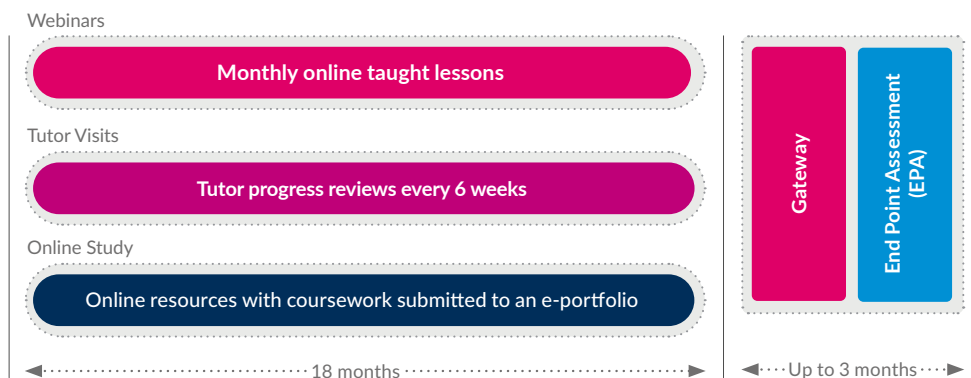 Webinars
Monthly online taught lessons
Tutor Visits
Tutor progress reviews every 6 weeks
Online Study
Online resources with coursework submitted to an e-portfolio
18 months
Gateway
End Point Assessment
(EPA)
Up to 3 months